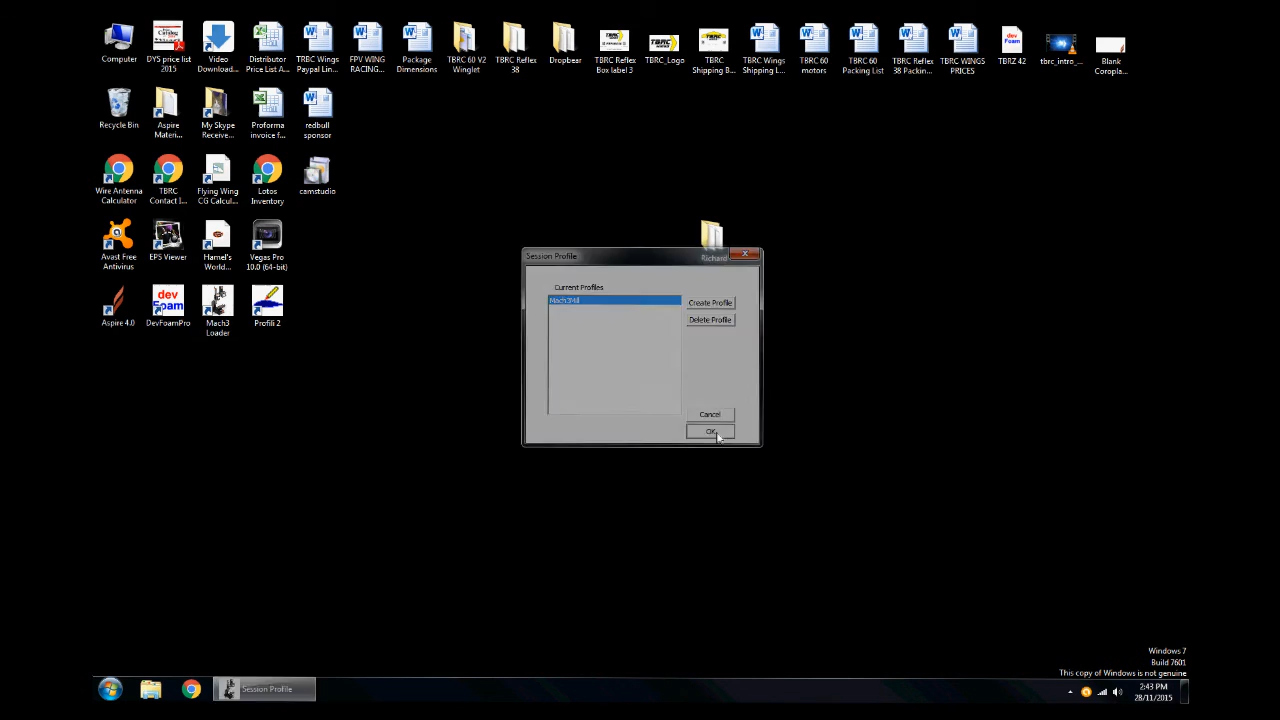 Computer
DYS price list
2015
Video
Download...
Distributor
Price List A...
TRBC Wings
Paypal Lin...
FPV WING
RACING...
Package
Dimensions
TBRC 60 V2
Winglet
TBRC Reflex
38
Dropbear
TBRC Reflex
Box label 3
TBRC_Logo
TBRC
Shipping B...
TBRC Wings
Shipping L...
TBRC 60
motors
TBRC 60
Packing List
TBRC Reflex
38 Packin...
TBRC WINGS
PRICES
TBRZ 42
tbrc_intro_...
Blank
Coropla...
Recycle Bin
Aspire
Maten...
My Skype
Receive...
Proforma
invoice f...
redbull
sponsor
Wire Antenna
Calculator
TBRC
Contact I...
Flying Wing
CG Calcul...
Lotos
Inventory
camstudio
Avast Free
Antivirus
EPS Viewer
Hamel's
World...
Vegas Pro
10.0 (64-bit)
Aspire 4.0
dev
Foam
DevFoamPro
Mach3
Loader
Profili 2
Richard
Session Profile
Current Profiles
Mach3Mill
Create Profile
Delete Profile
Cancel
OK
Windows 7
Build 7601
This copy of Windows is not genuine
Session Profile
2:43 PM
28/11/2015